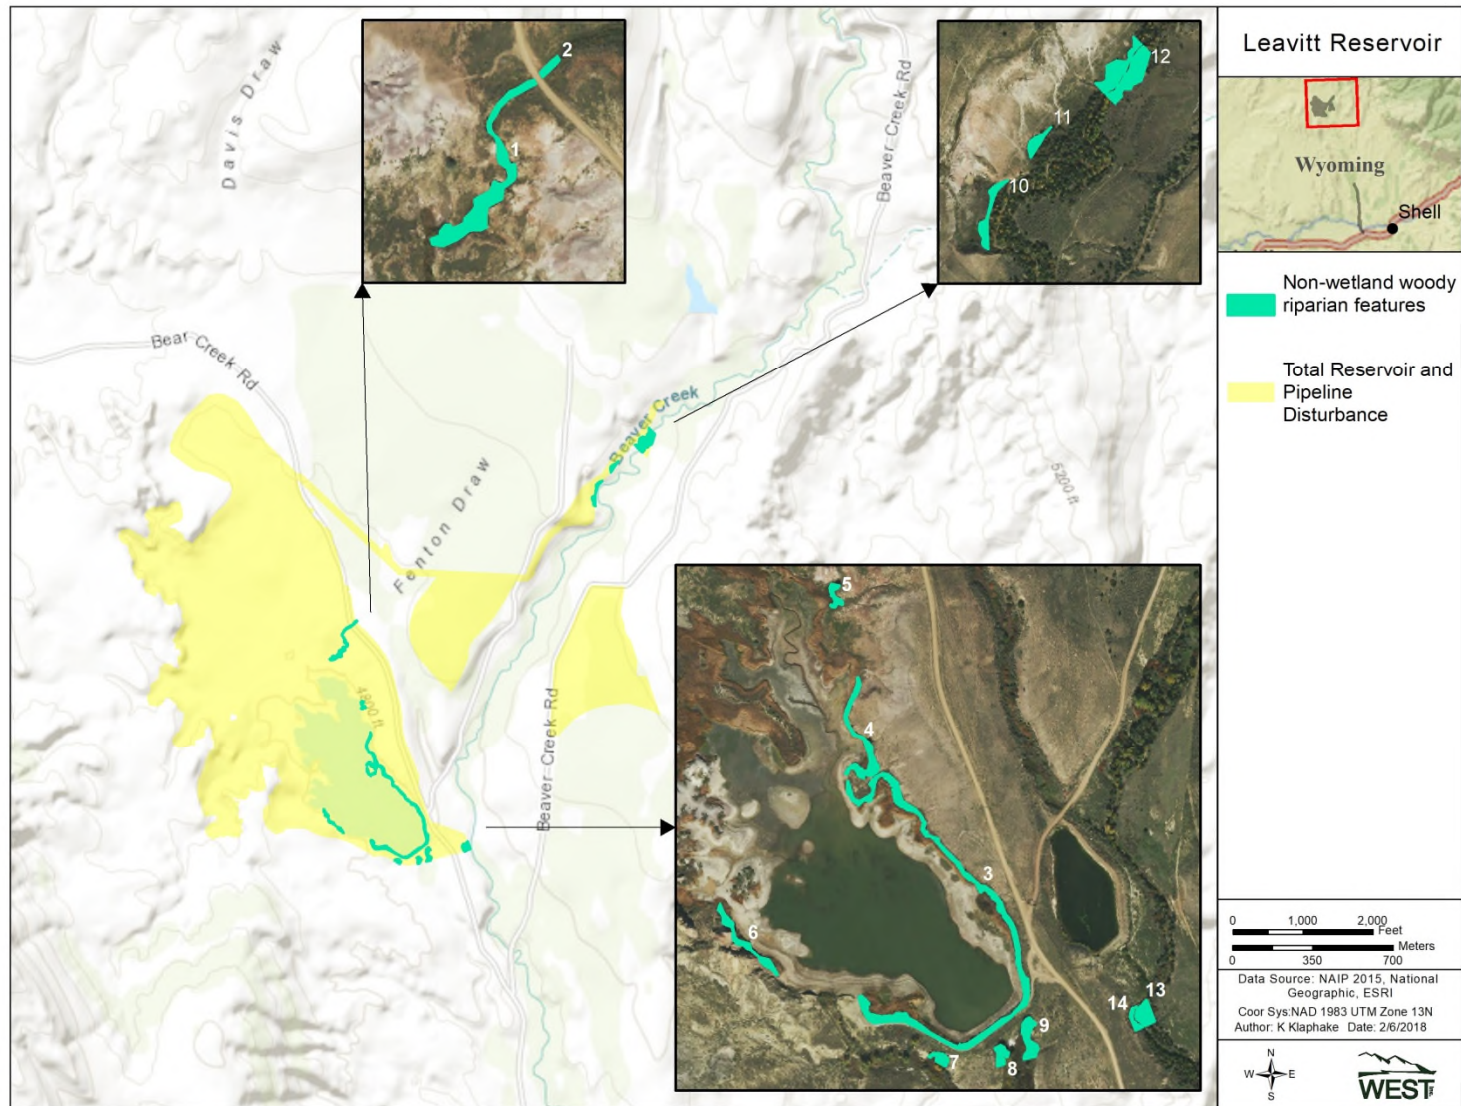 Leavitt Reservoir
Wyoming
Shell
Non-wetland woody
riparian features
Total Reservoir and
Pipeline
Disturbance
0 1,000 2,000
Feet
Meters
0 350 700
Data Source: NAIP 2015, National
Geographic, ESRI
Coor Sys:NAD 1983 UTM Zone 13N
Author: K Klaphake Date: 2/6/2018
N
W E
S
WEST
Davis Draw
Bear Creek Rd
Fenton Draw
Beaver Creek
Beaver Creek Rd
Beaver Creek Rd
5200 ft
4800 ft
2
1
12
11
10
5
4
3
6
13
14
9
7
8